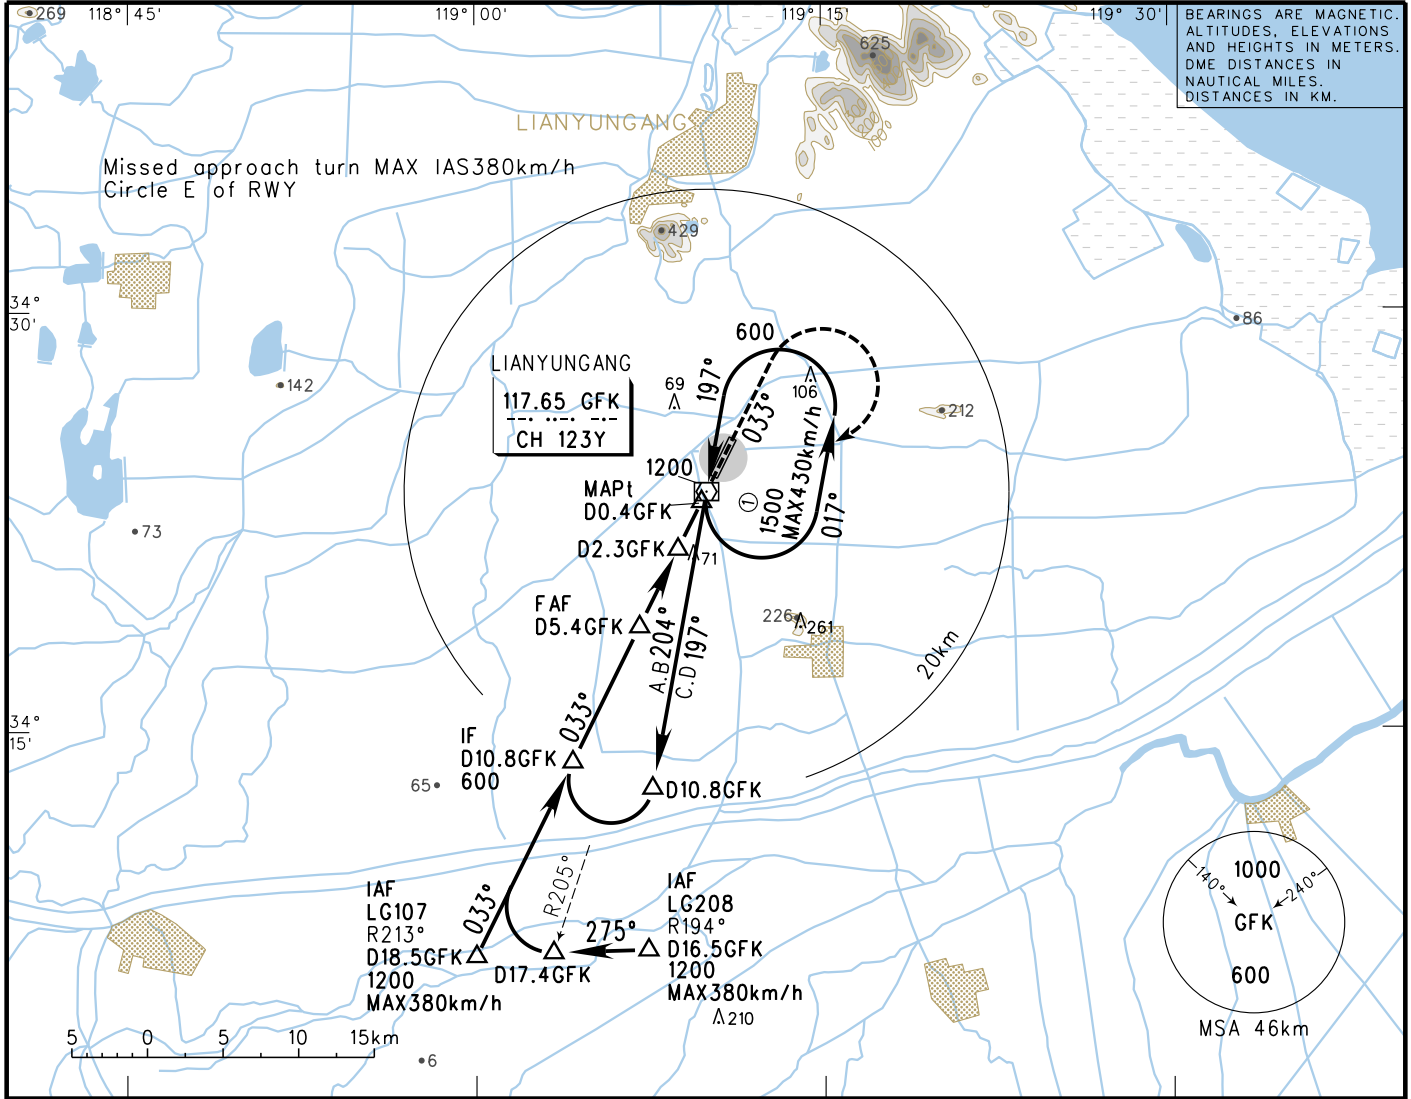 269
118° 45'
119° 00'
119° 15'
119° 30'
BEARINGS ARE MAGNETIC.
ALTITUDES, ELEVATIONS
AND HEIGHTS IN METERS.
DME DISTANCES IN
NAUTICAL MILES.
DISTANCES IN KM.
625
LIANYUNGANG
Missed approach turn MAX IAS380km/h
Circle E of RWY
429
34°
30'
86
600
LIANYUNGANG
117.65 GFK
CH 123Y
142
69
197°
033°
106
212
1200
MAPt
D0.4GFK
①
1500
MAX430km/h
017°
73
D2.3GFK
71
FAF
D5.4GFK
A.B 204°
C.D 197°
226
261
20km
34°
15'
033°
IF
D10.8GFK
600
65
D10.8GFK
R205°
IAF
LG107
R213°
D18.5GFK
1200
MAX380km/h
033°
D17.4GFK
275°
IAF
LG208
R194°
D16.5GFK
1200
MAX380km/h
210
1000
140°
240°
GFK
600
MSA 46km
5 0 5 10 15km
6